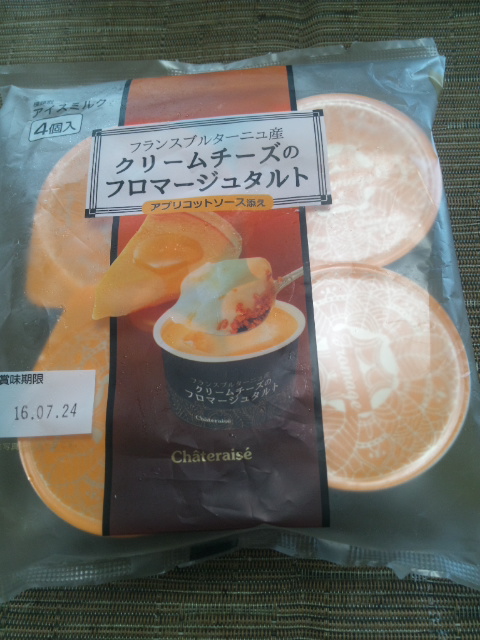 種類別
アイスミルク
4個入
フランスブルターニュ産
クリームチーズの
フロマージュタルト
アプリコットソース添え
フランスブルターニュ産
クリームチーズの
フロマージュタルト
Châteraisé
賞味期限
16.07.24
Châteraisé